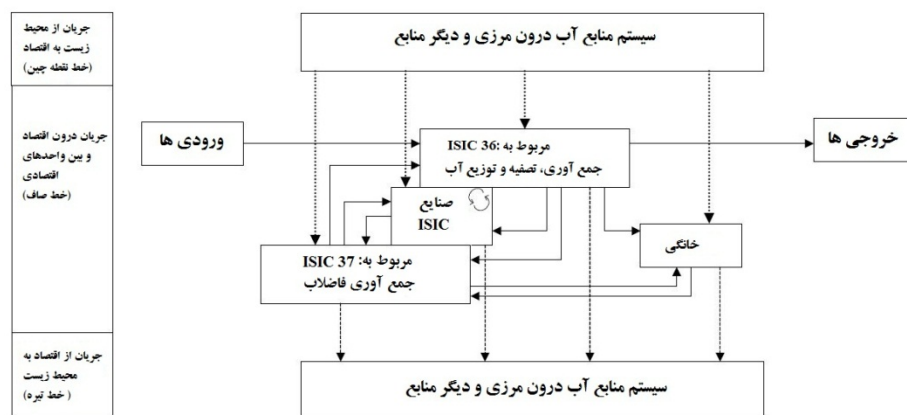 جریان از محیط
زیست به اقتصاد
(خط نقطه چین)
سیستم منابع آب درون مرزی و دیگر منابع
جریان درون اقتصاد
و بین واحدهای
اقتصادی
(خط صاف)
ورودی ها
مربوط به: ISIC 36
جمع آوری، تصفیه و توزیع آب
خروجی ها
صنایع
ISIC
خانگی
مربوط به: ISIC 37
جمع آوری فاضلاب
جریان از اقتصاد به
محیط زیست
(خط تیره)
سیستم منابع آب درون مرزی و دیگر منابع